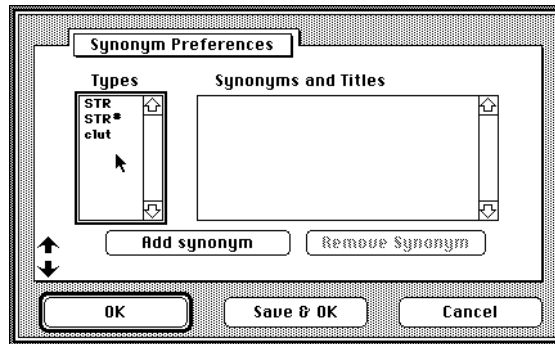 Synonym Preferences
Types
Synonyms and Titles
STR
STR#
clut
Add synonym
Remove Synonym
OK
Save & OK
Cancel